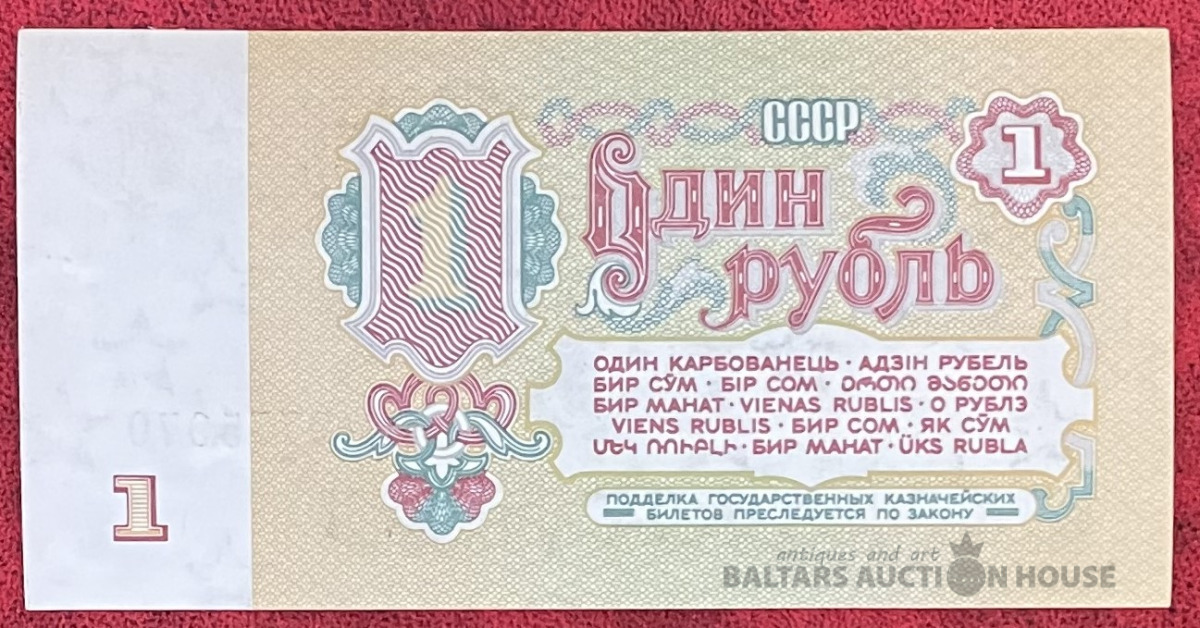 СССР
1
1
Один
рубль
ОДИН КАРБОВАНЕЦЬ · АДЗІН РУБЕЛЬ
БИР СЎМ · БІР СОМ · ᲔᲠᲗᲘ ᲛᲐᲜᲔᲗᲘ
БИР МАНАТ · VIENAS RUBLIS · О РУБЛЭ
VIENS RUBLIS · БИР СОМ · ЯК СӮМ
ՄԵԿ ՌՈՒԲԼԻ · БИР МАНАТ · ÜKS RUBLA
ПОДДЕЛКА ГОСУДАРСТВЕННЫХ КАЗНАЧЕЙСКИХ
БИЛЕТОВ ПРЕСЛЕДУЕТСЯ ПО ЗАКОНУ
1
antiques and art
BALTARS AUCTION HOUSE